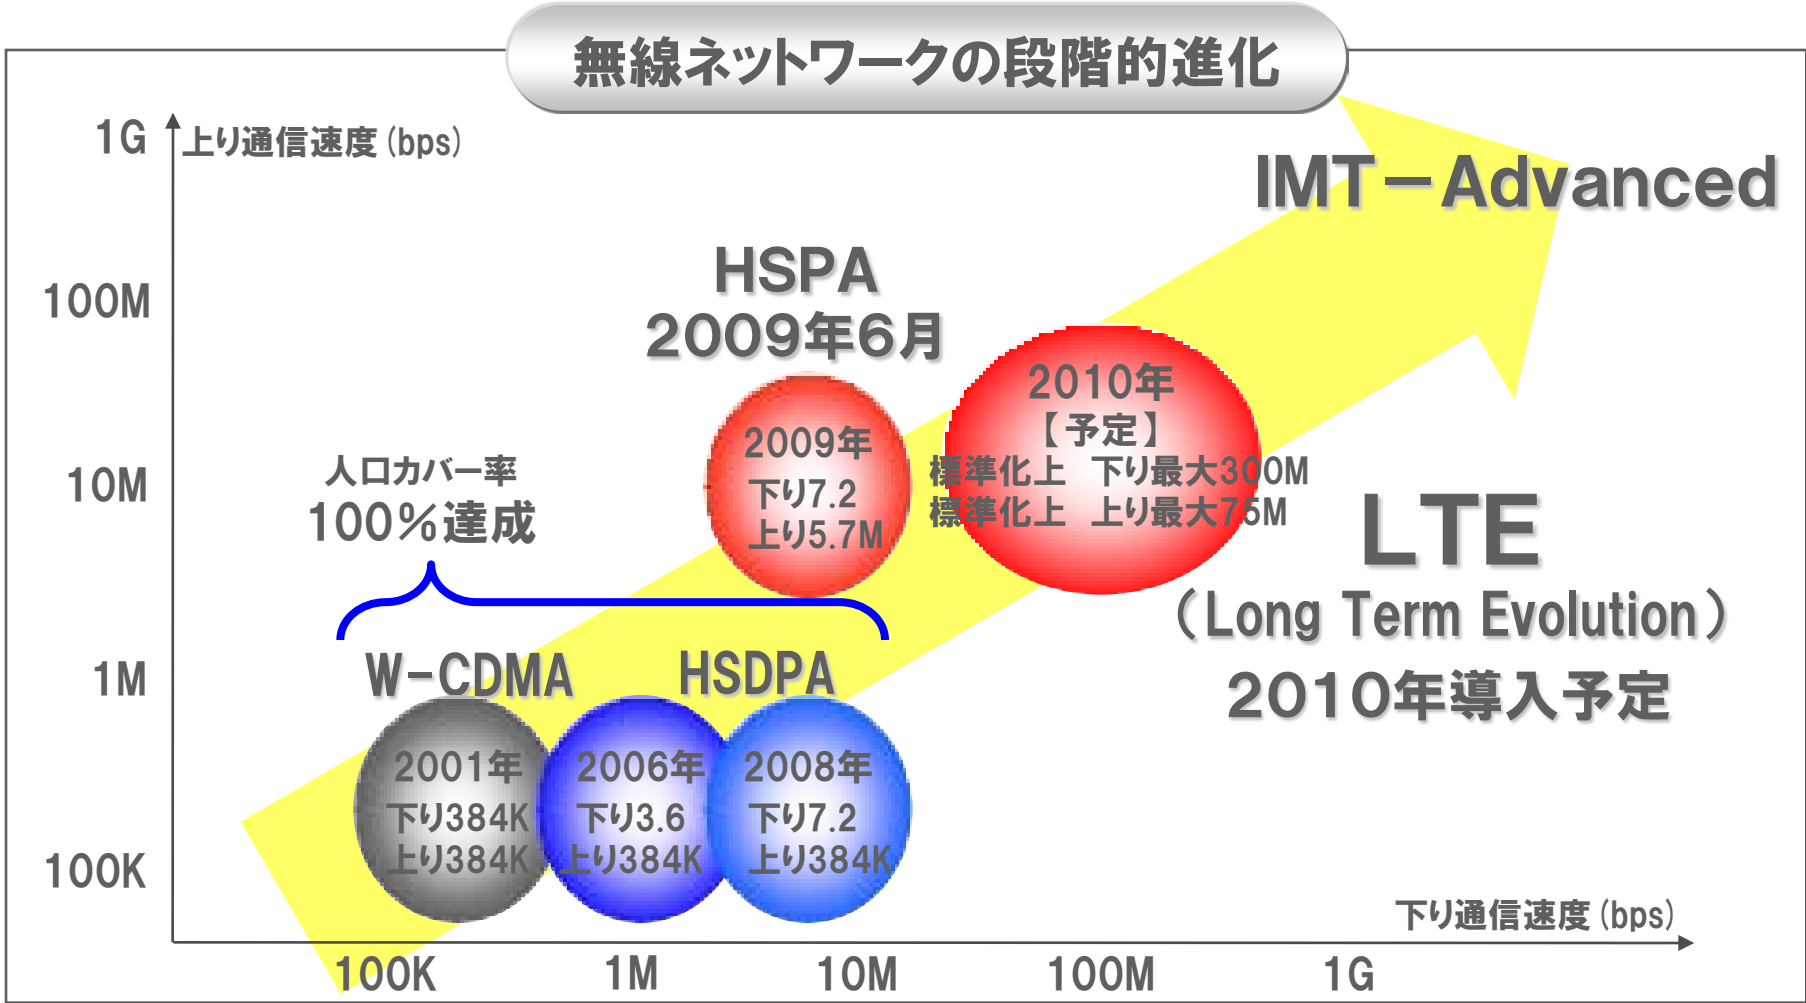 無線ネットワークの段階的進化
1G
上り通信速度(bps)
IMT-Advanced
HSPA
2009年6月
100M
2010年
【予定】
標準化上 下り最大300M
標準化上 上り最大75M
2009年
下り7.2
上り5.7M
人口カバー率
100%達成
10M
LTE
(Long Term Evolution)
2010年導入予定
1M
W-CDMA
HSDPA
2001年
下り384K
上り384K
2006年
下り3.6
上り384K
2008年
下り7.2
上り384K
100K
下り通信速度(bps)
100K
1M
10M
100M
1G